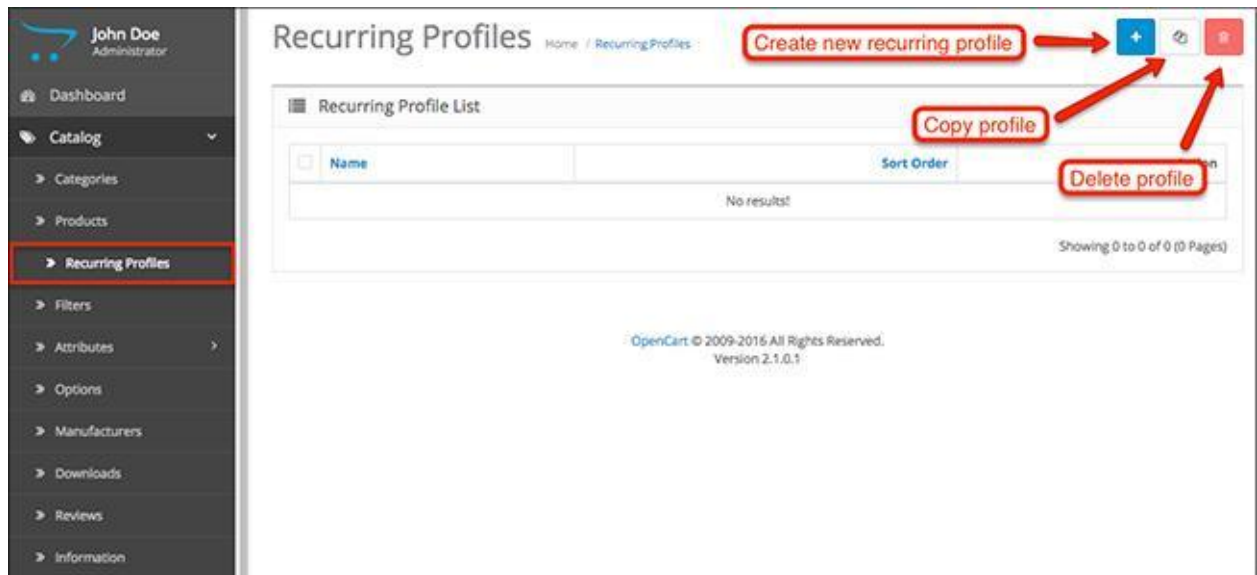 John Doe
Administrator
Dashboard
Catalog
Categories
Products
Recurring Profiles
Filters
Attributes
Options
Manufacturers
Downloads
Reviews
Information
Recurring Profiles Home / Recurring Profiles
Create new recurring profile
Copy profile
Delete profile
Recurring Profile List
Name Sort Order
No results!
Showing 0 to 0 of 0 (0 Pages)
OpenCart © 2009-2016 All Rights Reserved.
Version 2.1.0.1